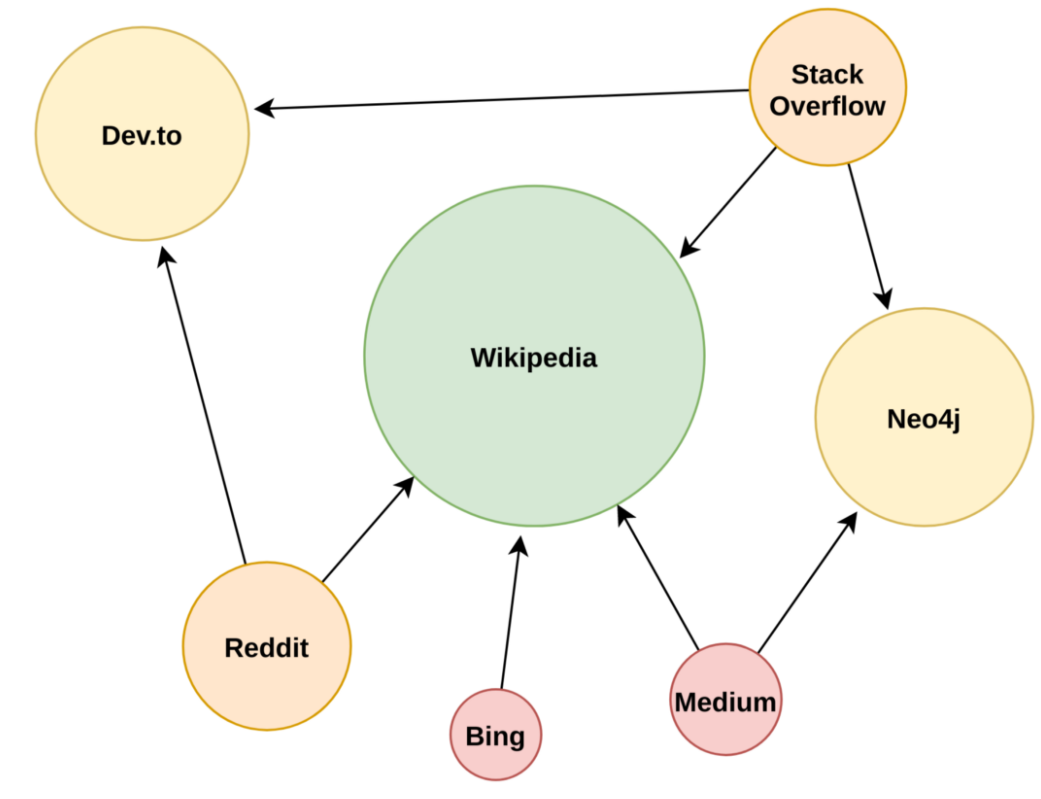 Stack
Overflow
Dev.to
Wikipedia
Neo4j
Reddit
Medium
Bing